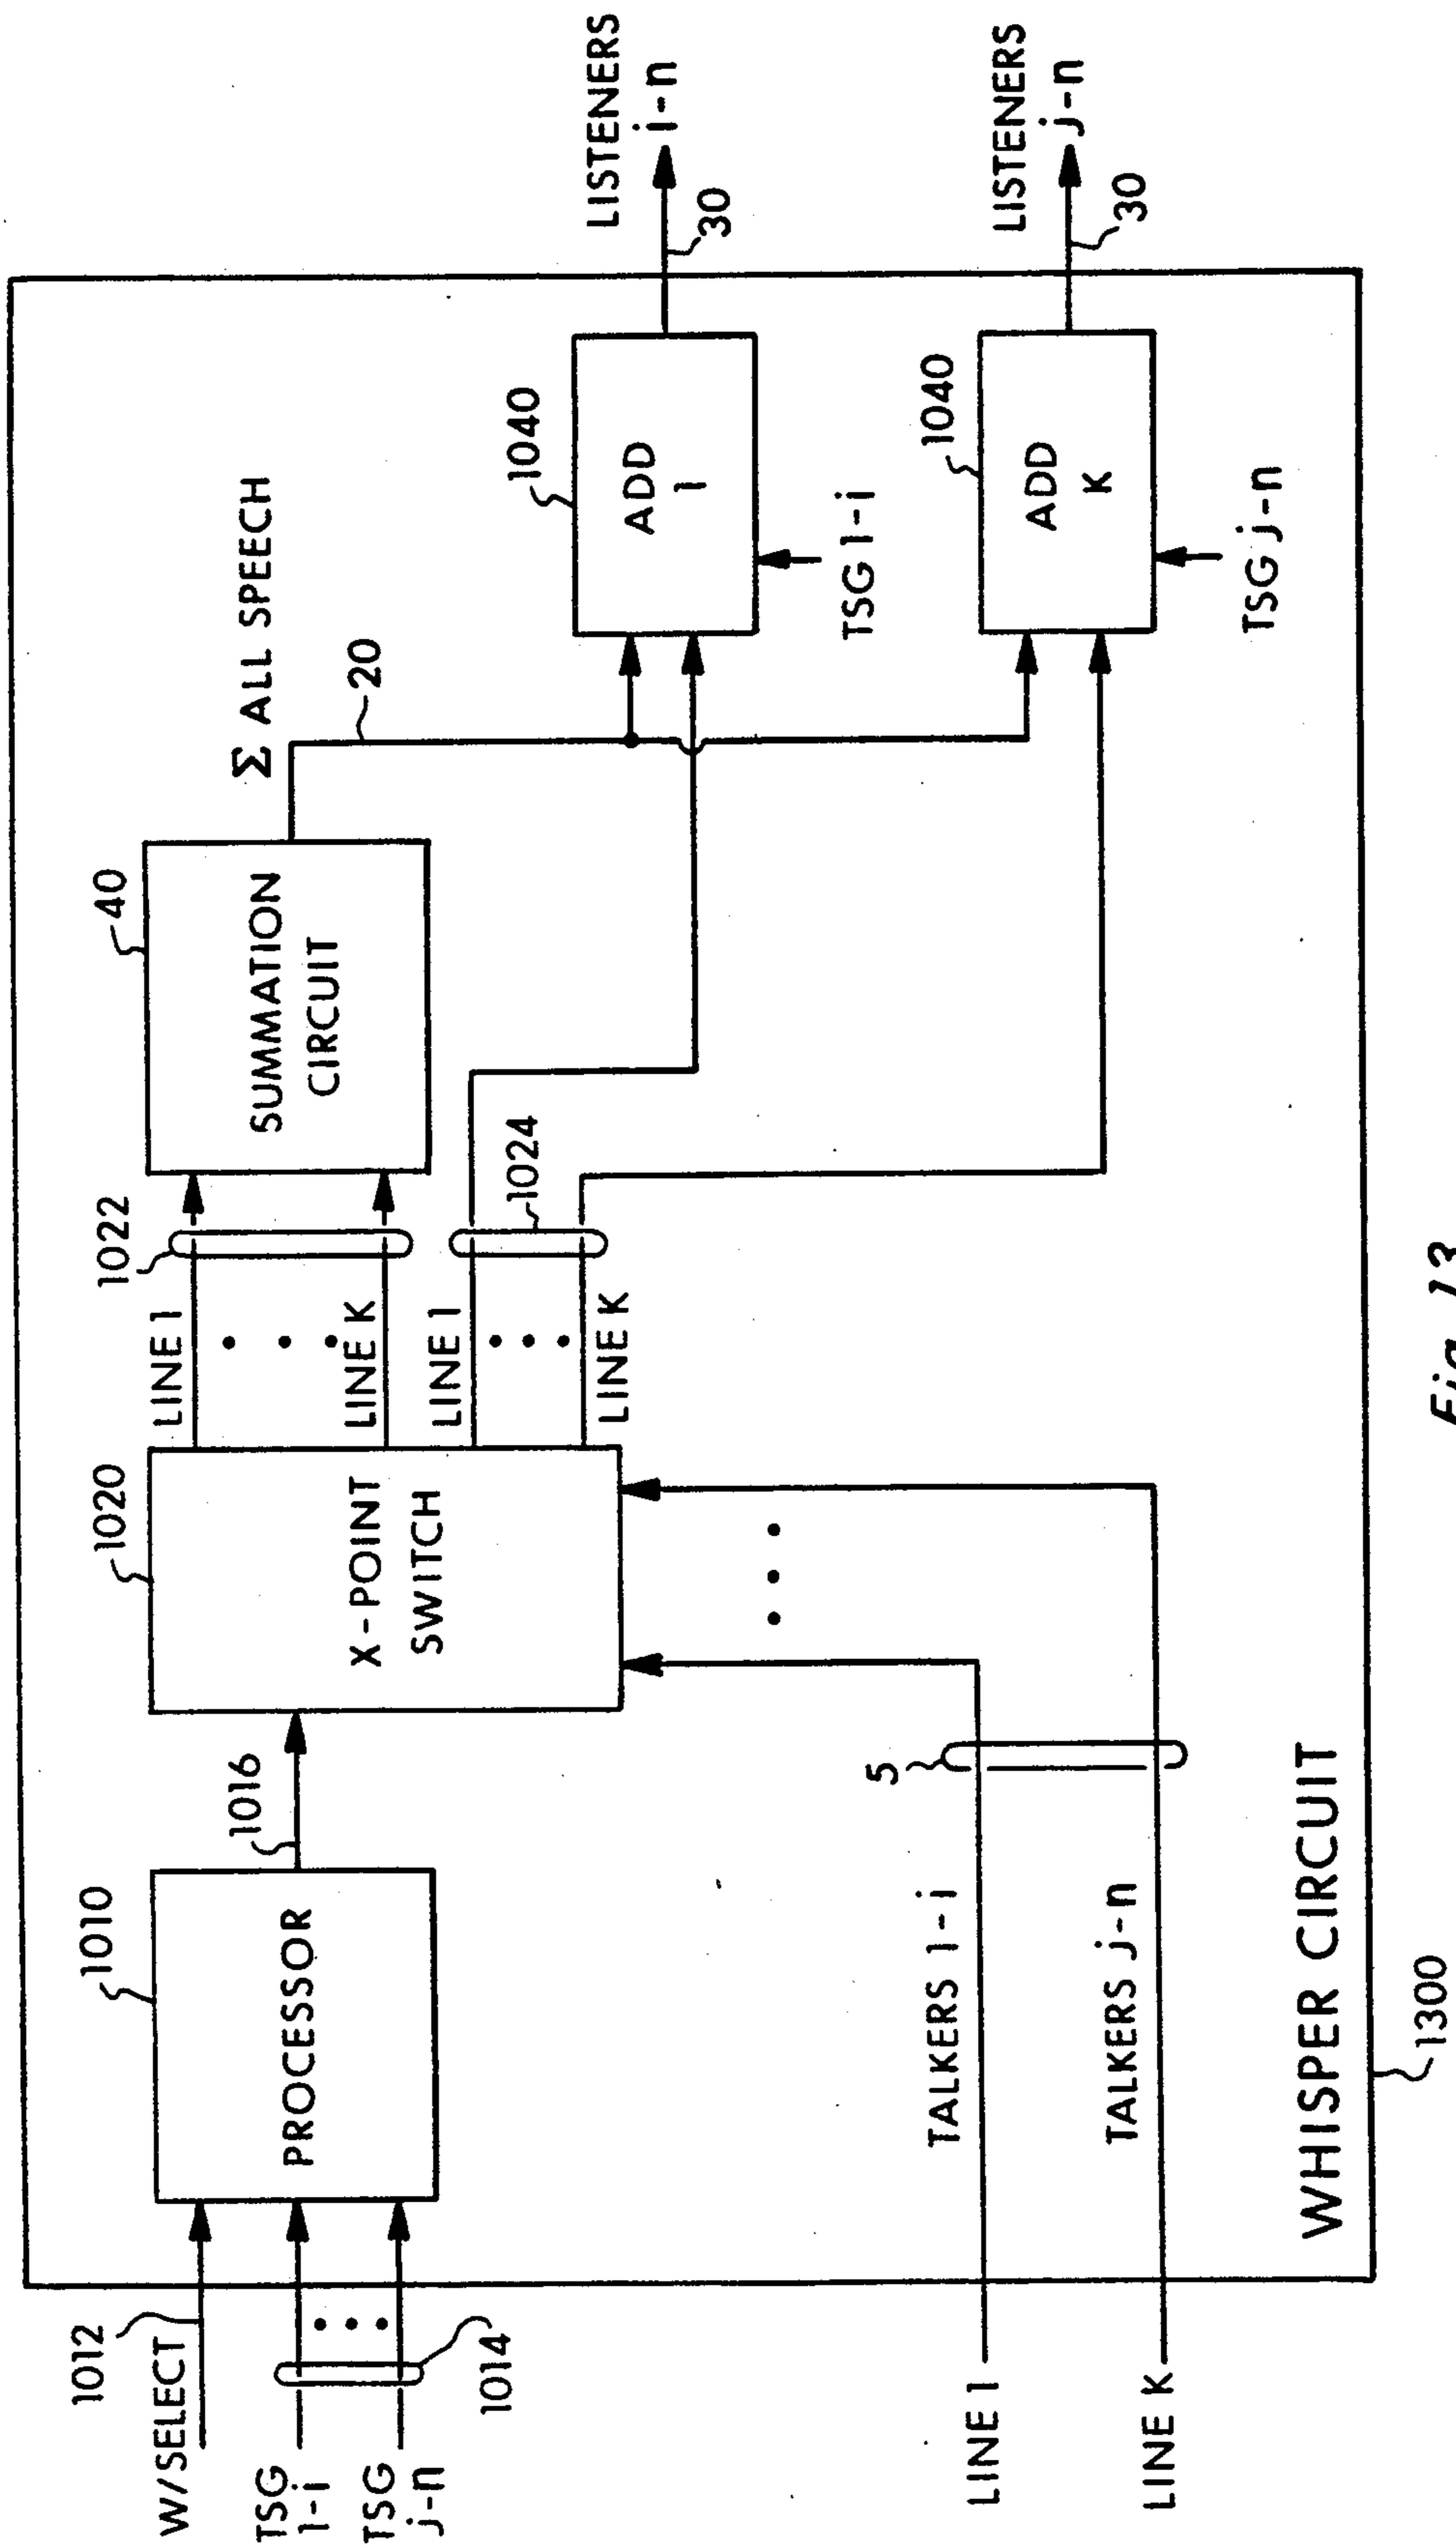 1012
W/SELECT
TSG
1-i
TSG
j-n
1014
1010
PROCESSOR
1016
1020
X-POINT
SWITCH
1022
LINE 1
LINE K
LINE 1
LINE K
1024
40
SUMMATION
CIRCUIT
Σ ALL SPEECH
20
1040
ADD
1
TSG 1-i
LISTENERS
i-n
30
1040
ADD
K
TSG j-n
LISTENERS
j-n
30
5
TALKERS 1-i
TALKERS j-n
LINE 1
LINE K
WHISPER CIRCUIT
1300
Fig. 13